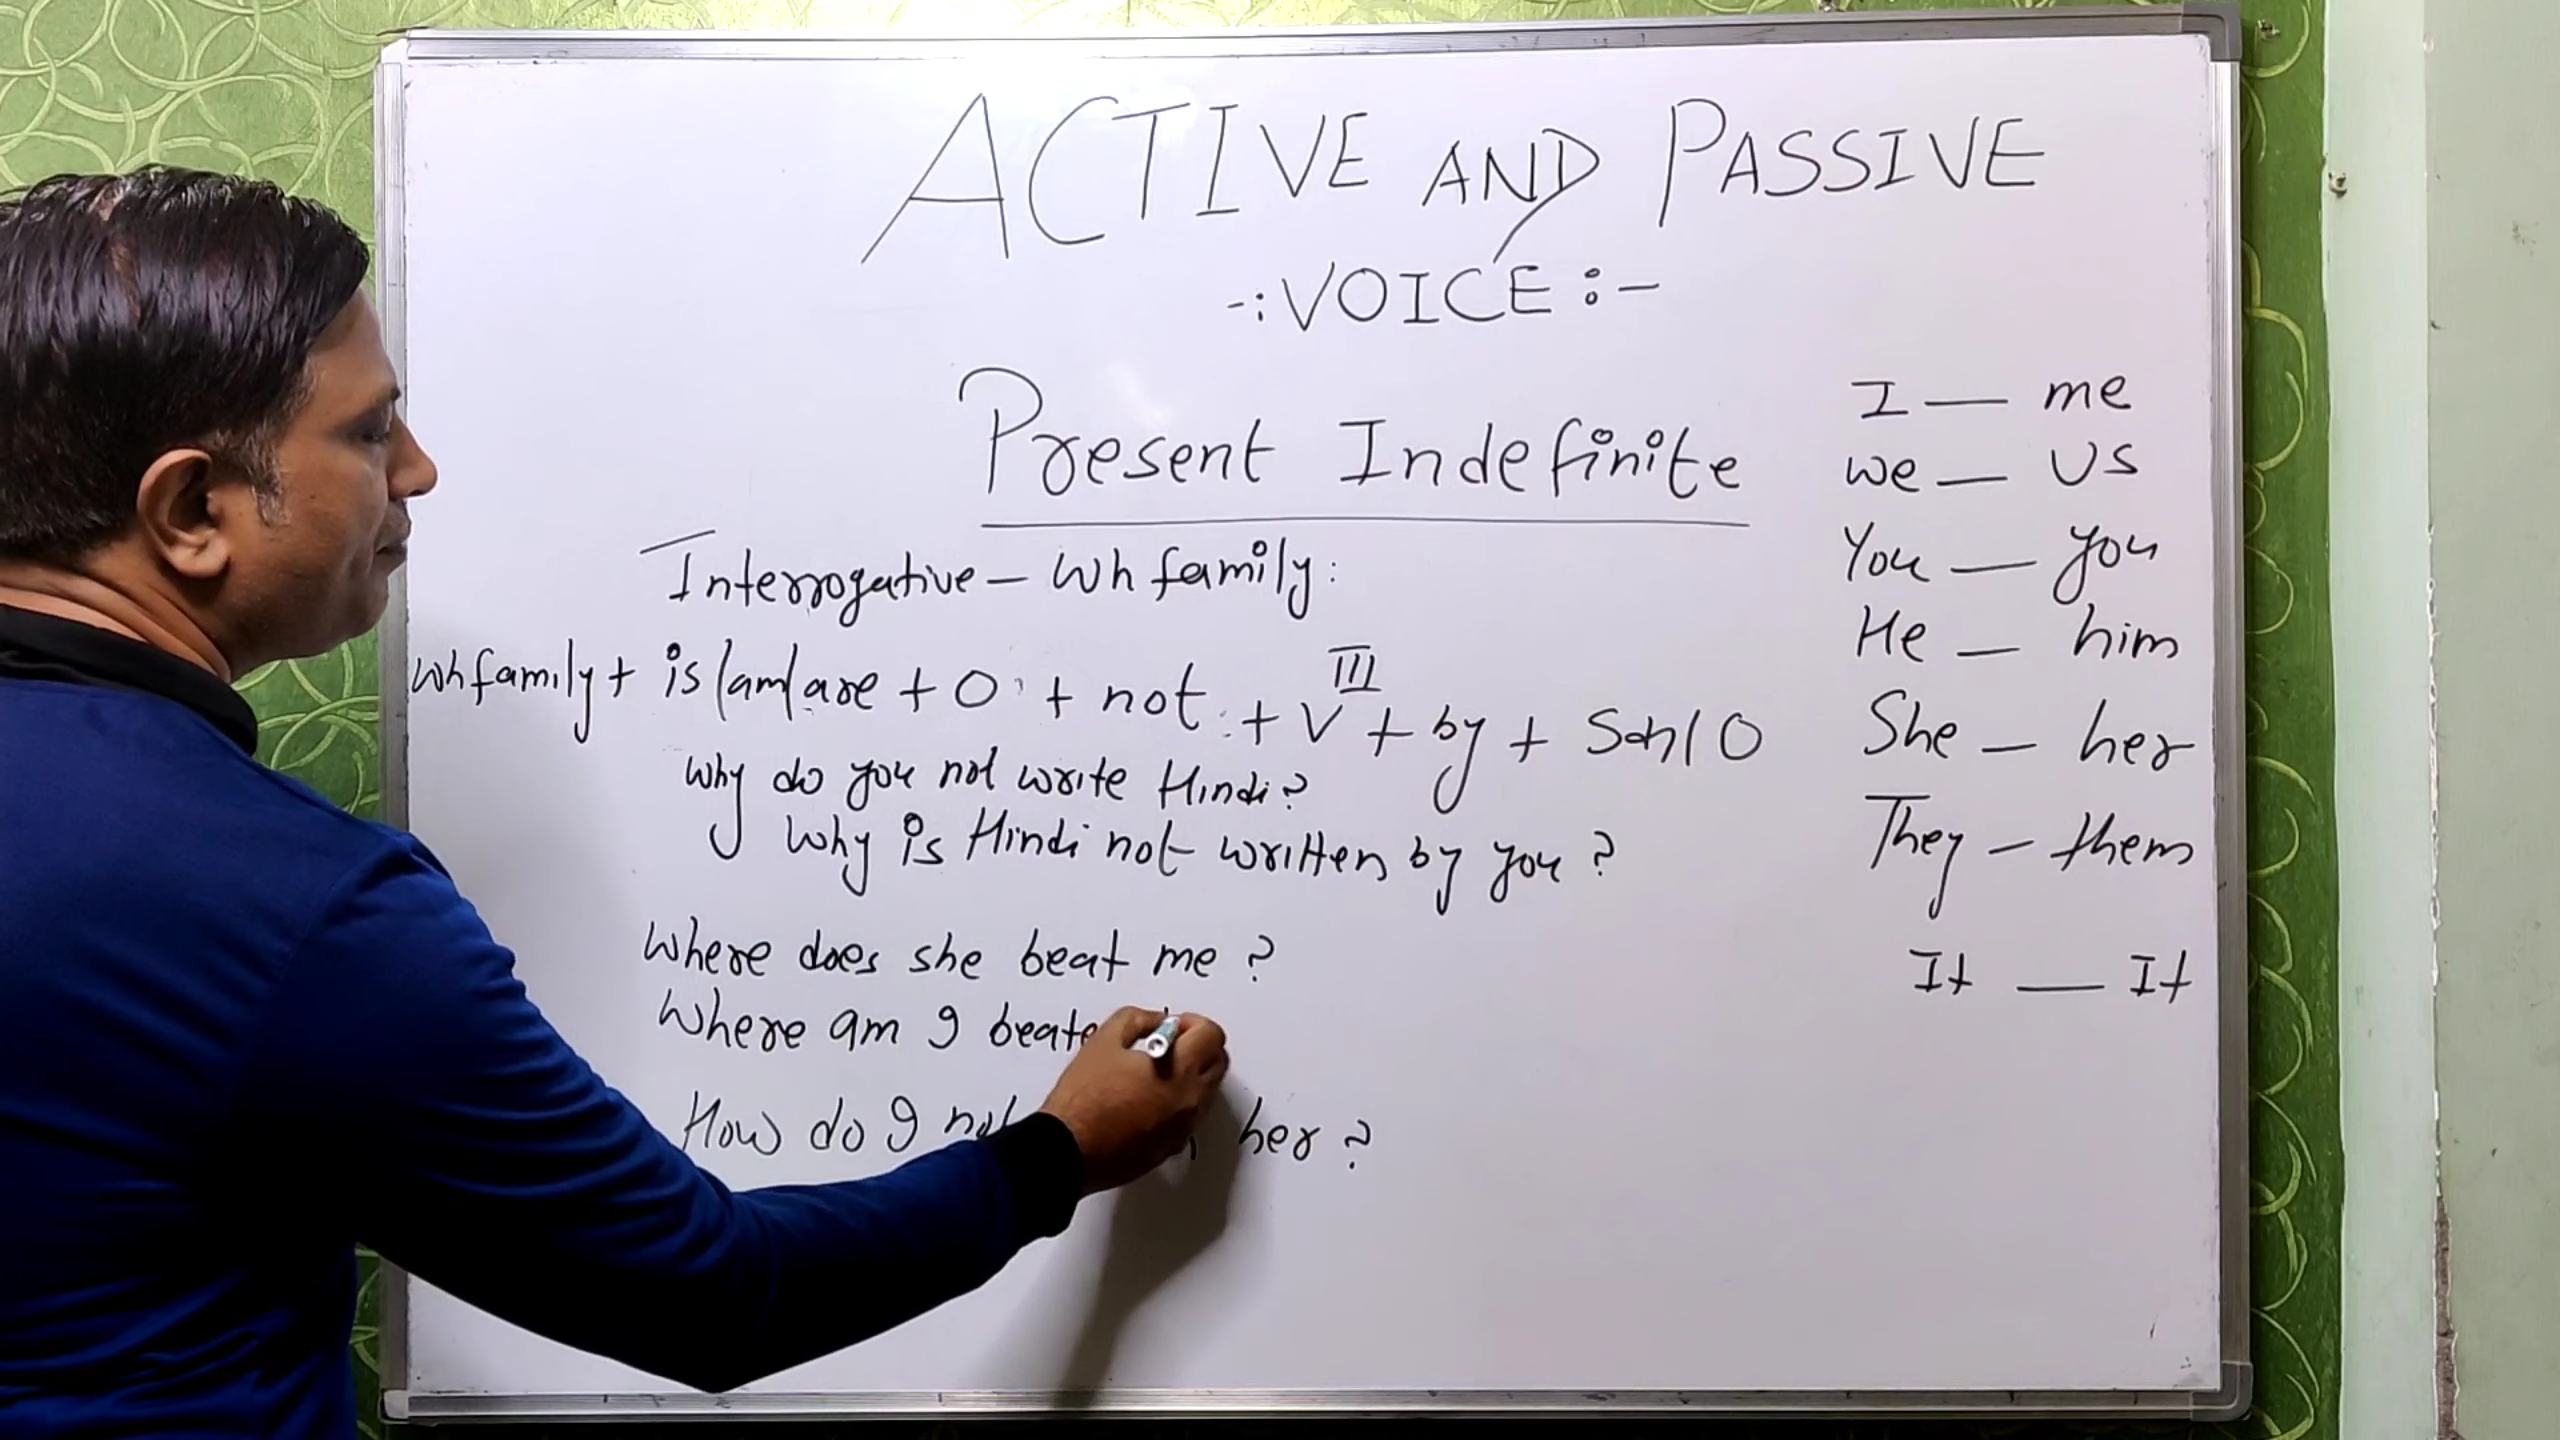 ACTIVE AND PASSIVE
-: VOICE :-
Present Indefinite
Interrogative - Wh family:
Wh family + is/am/are + O + not + V III + by + Sub/O
Why do you not write Hindi?
Why is Hindi not written by you?
Where does she beat me?
Where am I
How do I not her?
I — me
We — US
You — you
He — him
She — her
They — them
It — It